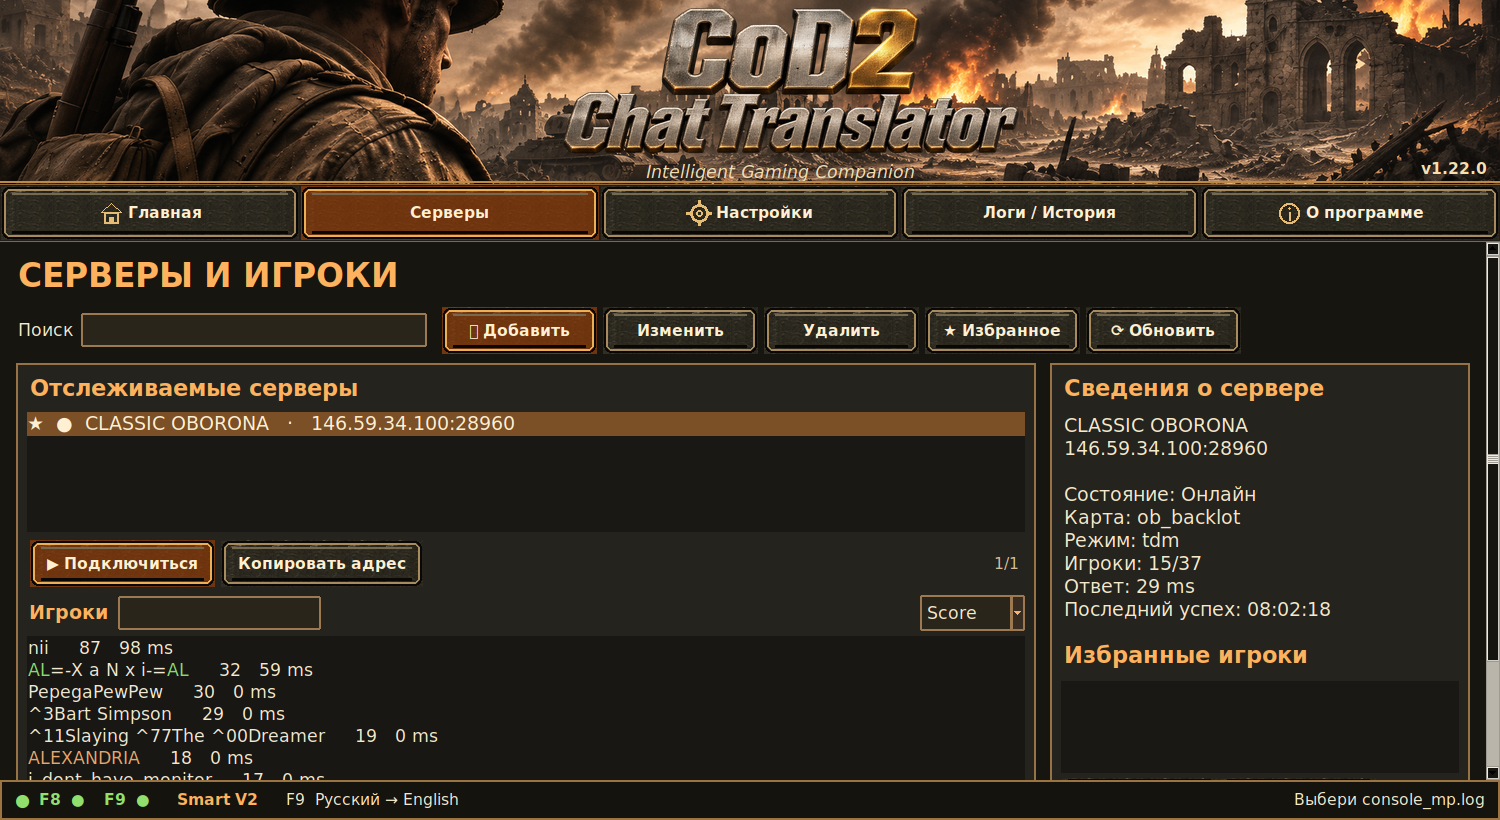 CoD2
Chat Translator
Intelligent Gaming Companion
v1.22.0
Главная
Серверы
Настройки
Логи / История
О программе
СЕРВЕРЫ И ИГРОКИ
Поиск
Добавить
Изменить
Удалить
★ Избранное
⟳ Обновить
Отслеживаемые серверы
★ ● CLASSIC OBORONA · 146.59.34.100:28960
▶ Подключиться
Копировать адрес
1/1
Игроки
Score
nii 87 98 ms
AL=-X a N x i-=AL 32 59 ms
PepegaPewPew 30 0 ms
^3Bart Simpson 29 0 ms
^11Slaying ^77The ^00Dreamer 19 0 ms
ALEXANDRIA 18 0 ms
i_dont_have_monitor 17 0 ms
Сведения о сервере
CLASSIC OBORONA
146.59.34.100:28960
Состояние: Онлайн
Карта: ob_backlot
Режим: tdm
Игроки: 15/37
Ответ: 29 ms
Последний успех: 08:02:18
Избранные игроки
● F8 ● F9 ● Smart V2 F9 Русский → English
Выбери console_mp.log